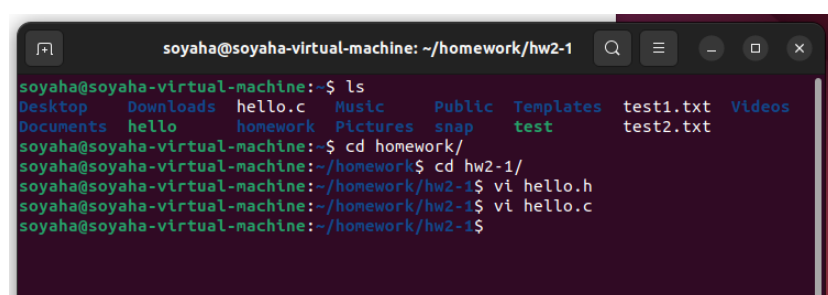 soyaha@soyaha-virtual-machine: ~/homework/hw2-1
soyaha@soyaha-virtual-machine:~$ ls
Desktop Downloads hello.c Music Public Templates test1.txt Videos
Documents hello homework Pictures snap test test2.txt
soyaha@soyaha-virtual-machine:~$ cd homework/
soyaha@soyaha-virtual-machine:~/homework$ cd hw2-1/
soyaha@soyaha-virtual-machine:~/homework/hw2-1$ vi hello.h
soyaha@soyaha-virtual-machine:~/homework/hw2-1$ vi hello.c
soyaha@soyaha-virtual-machine:~/homework/hw2-1$